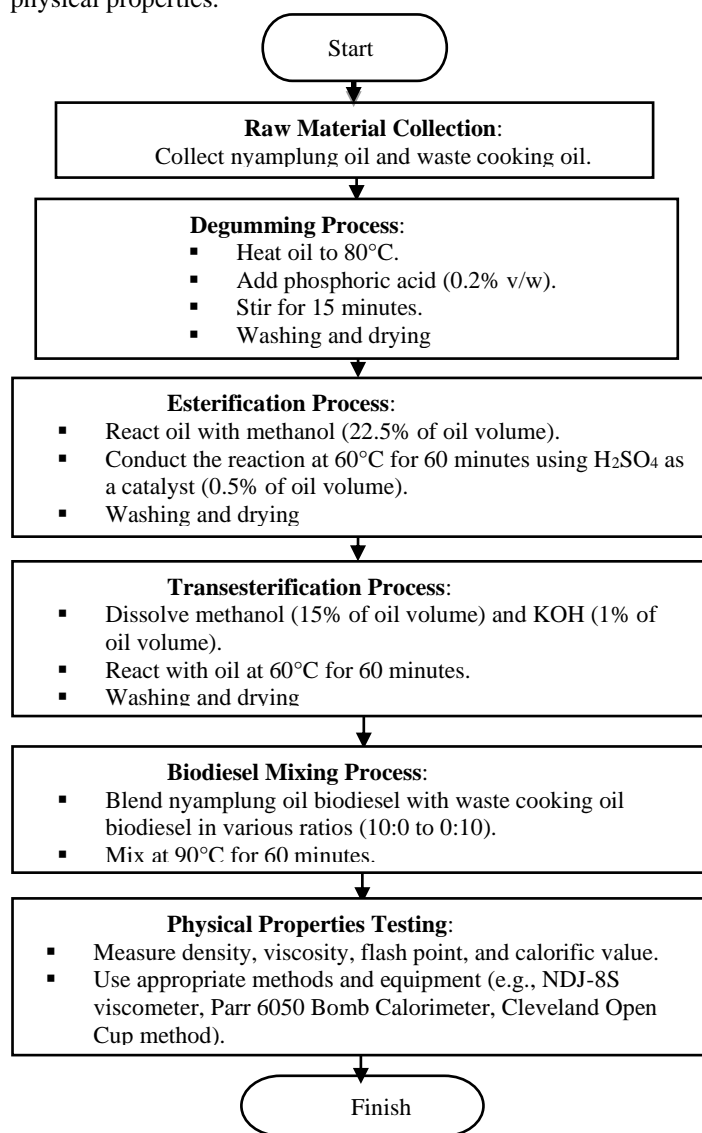 physical properties.
Start
Raw Material Collection:
Collect nyamplung oil and waste cooking oil.
Degumming Process:
▪ Heat oil to 80°C.
▪ Add phosphoric acid (0.2% v/w).
▪ Stir for 15 minutes.
▪ Washing and drying
Esterification Process:
▪ React oil with methanol (22.5% of oil volume).
▪ Conduct the reaction at 60°C for 60 minutes using H₂SO₄ as
a catalyst (0.5% of oil volume).
▪ Washing and drying
Transesterification Process:
▪ Dissolve methanol (15% of oil volume) and KOH (1% of
oil volume).
▪ React with oil at 60°C for 60 minutes.
▪ Washing and drying
Biodiesel Mixing Process:
▪ Blend nyamplung oil biodiesel with waste cooking oil
biodiesel in various ratios (10:0 to 0:10).
▪ Mix at 90°C for 60 minutes.
Physical Properties Testing:
▪ Measure density, viscosity, flash point, and calorific value.
▪ Use appropriate methods and equipment (e.g., NDJ-8S
viscometer, Parr 6050 Bomb Calorimeter, Cleveland Open
Cup method).
Finish